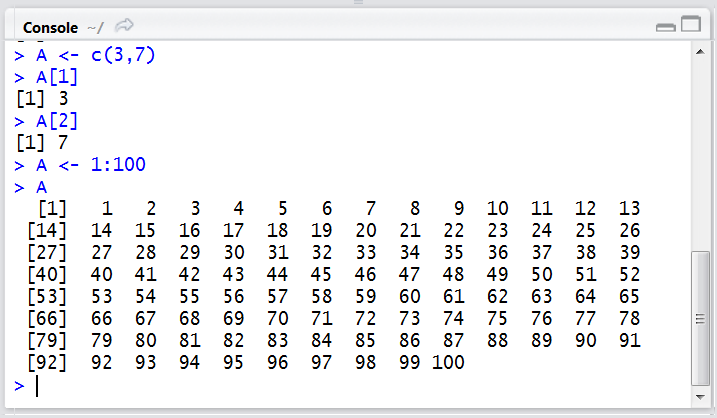 Console ~/
> A <- c(3,7)
> A[1]
[1] 3
> A[2]
[1] 7
> A <- 1:100
> A
  [1]   1   2   3   4   5   6   7   8   9  10  11  12  13
 [14]  14  15  16  17  18  19  20  21  22  23  24  25  26
 [27]  27  28  29  30  31  32  33  34  35  36  37  38  39
 [40]  40  41  42  43  44  45  46  47  48  49  50  51  52
 [53]  53  54  55  56  57  58  59  60  61  62  63  64  65
 [66]  66  67  68  69  70  71  72  73  74  75  76  77  78
 [79]  79  80  81  82  83  84  85  86  87  88  89  90  91
 [92]  92  93  94  95  96  97  98  99 100
>